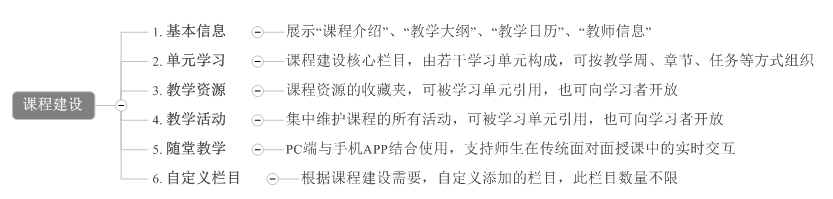 课程建设
1. 基本信息
展示“课程介绍”、“教学大纲”、“教学日历”、“教师信息”
2. 单元学习
课程建设核心栏目，由若干学习单元构成，可按教学周、章节、任务等方式组织
3. 教学资源
课程资源的收藏夹，可被学习单元引用，也可向学习者开放
4. 教学活动
集中维护课程的所有活动，可被学习单元引用，也可向学习者开放
5. 随堂教学
PC端与手机APP结合使用，支持师生在传统面对面授课中的实时交互
6. 自定义栏目
根据课程建设需要，自定义添加的栏目，此栏目数量不限